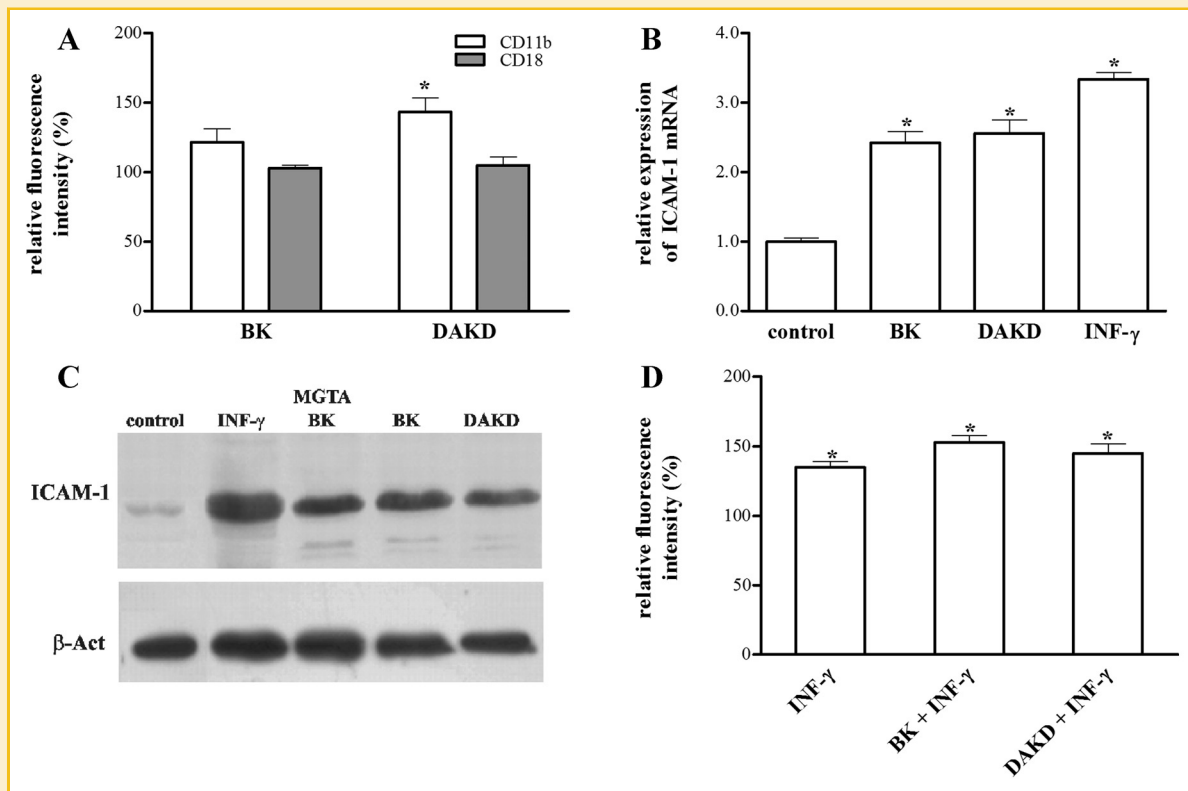 A
200
150
100
50
0
relative fluorescence
intensity (%)
CD11b
CD18
*
BK
DAKD
B
4.0
3.0
2.0
1.0
0.0
relative expression
of ICAM-1 mRNA
*
*
*
control
BK
DAKD
INF-γ
C
MGTA
control
INF-γ
BK
BK
DAKD
ICAM-1
β-Act
D
200
150
100
50
0
relative fluorescence
intensity (%)
*
*
*
INF-γ
BK + INF-γ
DAKD + INF-γ